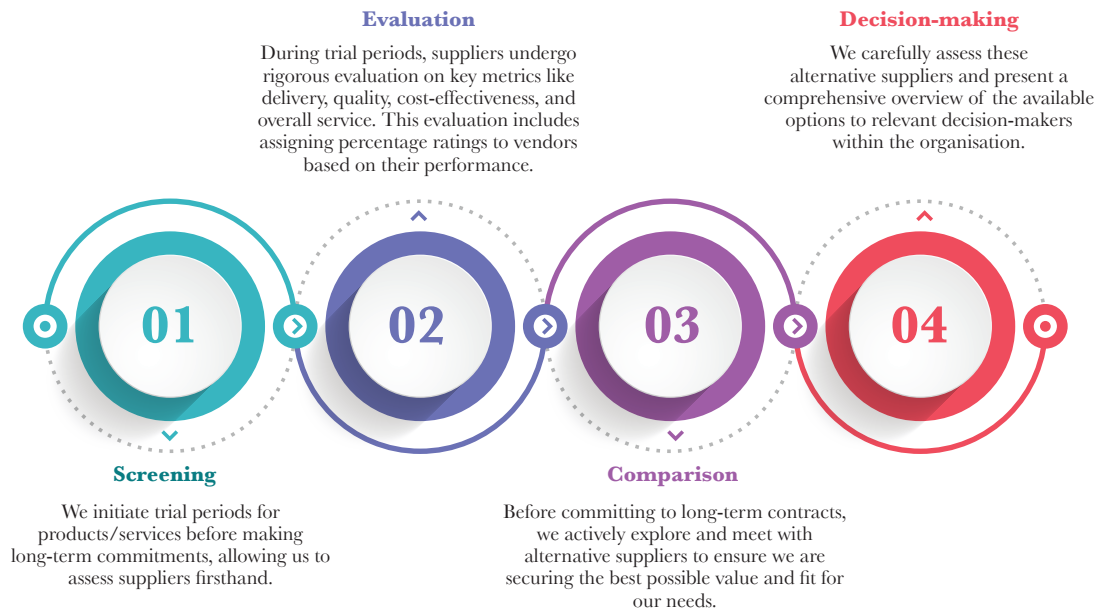 01
Screening
We initiate trial periods for
products/services before making
long-term commitments, allowing us to
assess suppliers firsthand.
Evaluation
During trial periods, suppliers undergo
rigorous evaluation on key metrics like
delivery, quality, cost-effectiveness, and
overall service. This evaluation includes
assigning percentage ratings to vendors
based on their performance.
02
03
Comparison
Before committing to long-term contracts,
we actively explore and meet with
alternative suppliers to ensure we are
securing the best possible value and fit for
our needs.
Decision-making
We carefully assess these
alternative suppliers and present a
comprehensive overview of the available
options to relevant decision-makers
within the organisation.
04